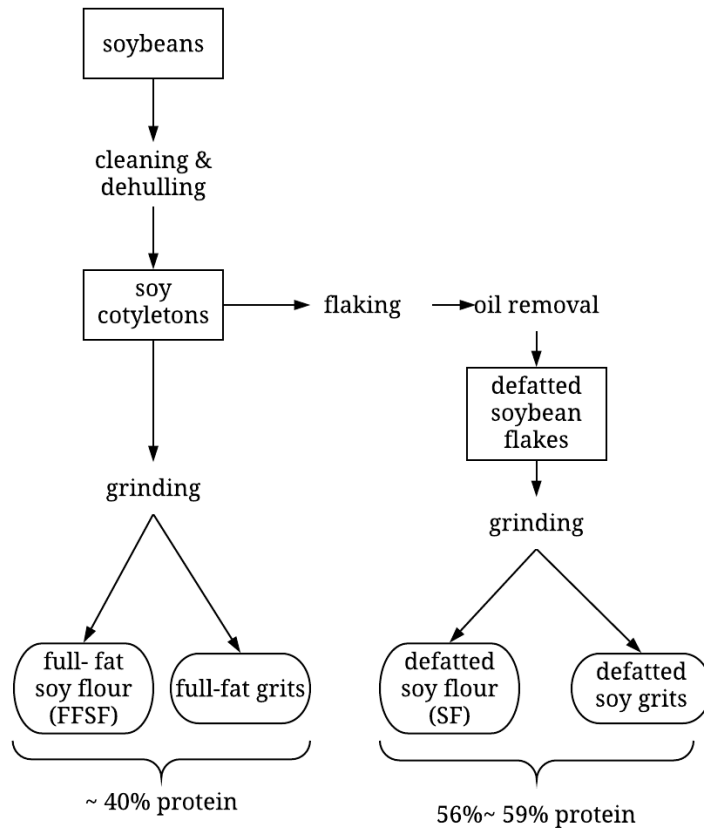 soybeans
cleaning &
dehulling
soy
cotyletons
flaking
oil removal
defatted
soybean
flakes
grinding
grinding
full- fat
soy flour
(FFSF)
full-fat grits
defatted
soy flour
(SF)
defatted
soy grits
~ 40% protein
56%~ 59% protein